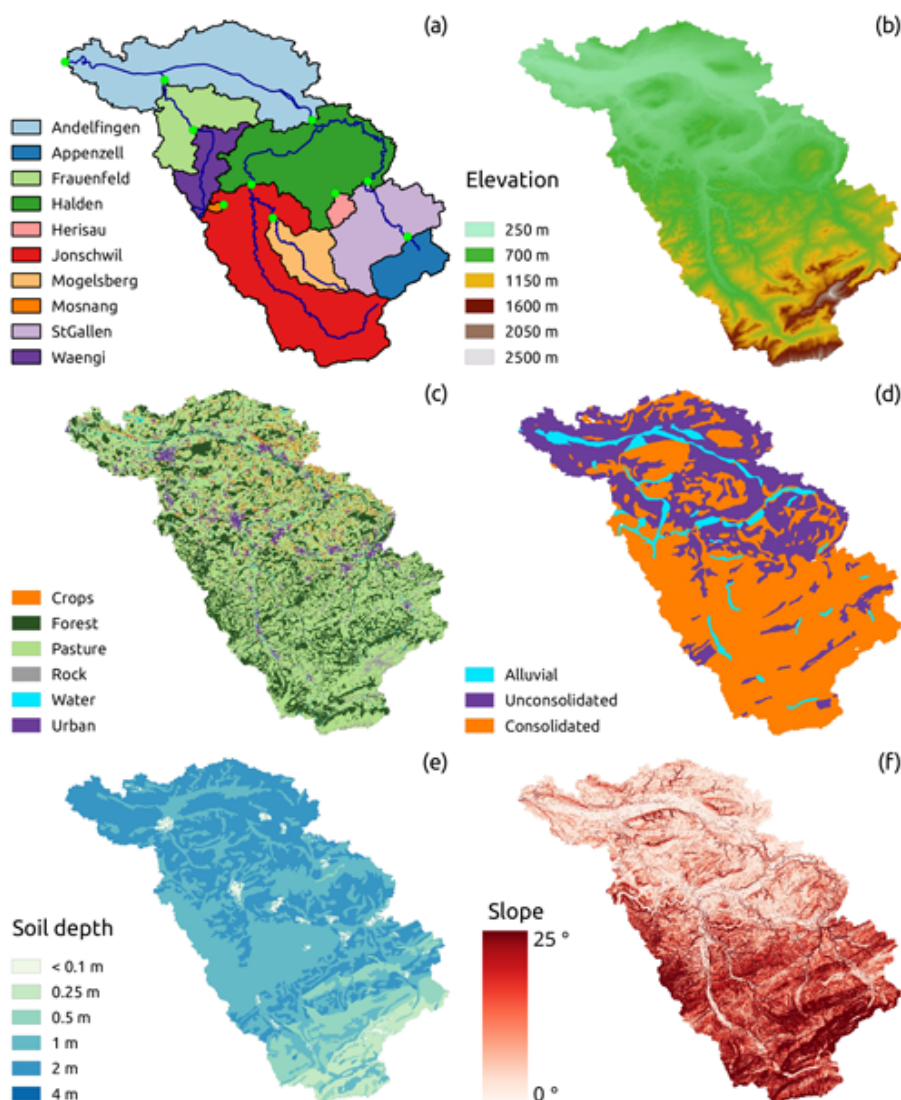 (a)
Andelfingen
Appenzell
Frauenfeld
Halden
Herisau
Jonschwil
Mogelsberg
Mosnang
StGallen
Waengi
(b)
Elevation
250 m
700 m
1150 m
1600 m
2050 m
2500 m
(c)
Crops
Forest
Pasture
Rock
Water
Urban
(d)
Alluvial
Unconsolidated
Consolidated
(e)
Soil depth
< 0.1 m
0.25 m
0.5 m
1 m
2 m
4 m
(f)
Slope
25 °
0 °